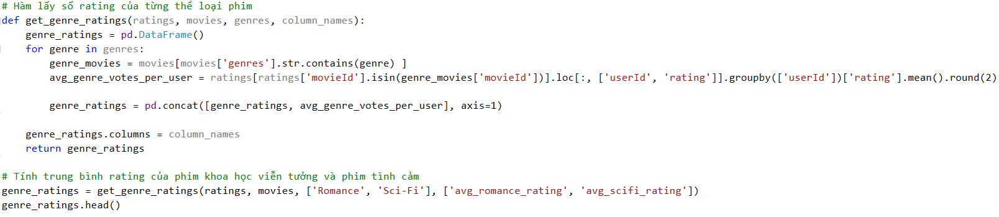 # Hàm lấy số rating của từng thể loại phim
def get_genre_ratings(ratings, movies, genres, column_names):
    genre_ratings = pd.DataFrame()
    for genre in genres:
        genre_movies = movies[movies['genres'].str.contains(genre) ]
        avg_genre_votes_per_user = ratings[ratings['movieId'].isin(genre_movies['movieId'])].loc[:, ['userId', 'rating']].groupby(['userId'])['rating'].mean().round(2)
        genre_ratings = pd.concat([genre_ratings, avg_genre_votes_per_user], axis=1)
    genre_ratings.columns = column_names
    return genre_ratings
# Tính trung bình rating của phim khoa học viễn tưởng và phim tình cảm
genre_ratings = get_genre_ratings(ratings, movies, ['Romance', 'Sci-Fi'], ['avg_romance_rating', 'avg_scifi_rating'])
genre_ratings.head()